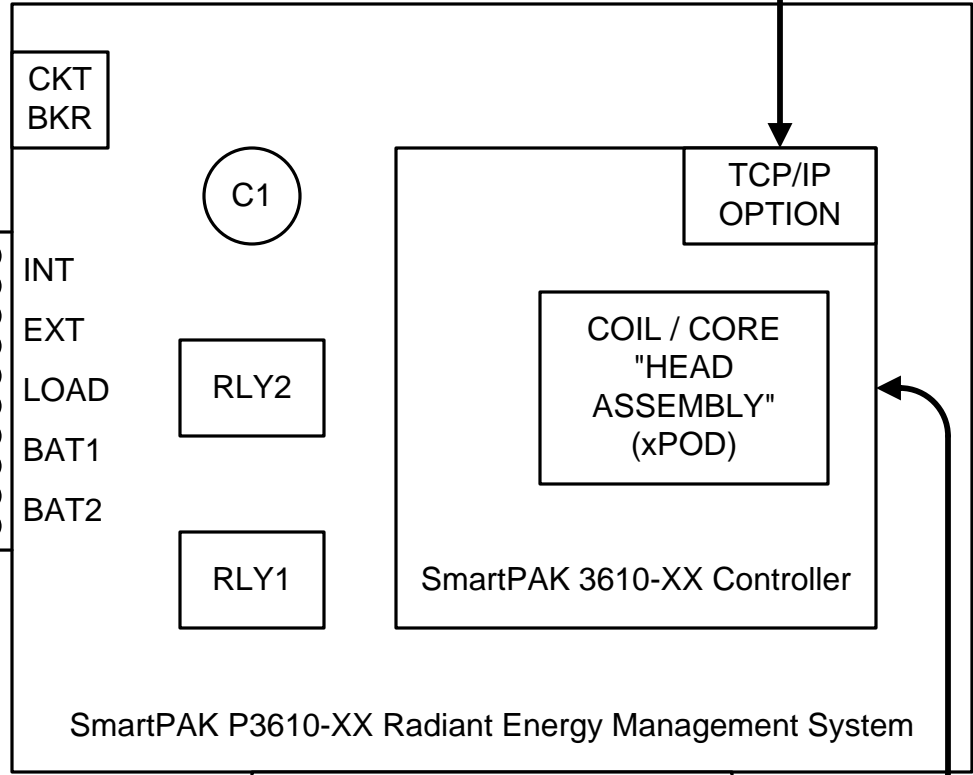 CKT
BKR
C1
TCP/IP
OPTION
INT
EXT
LOAD
BAT1
BAT2
RLY2
COIL / CORE
"HEAD
ASSEMBLY"
(xPOD)
RLY1
SmartPAK 3610-XX Controller
SmartPAK P3610-XX Radiant Energy Management System